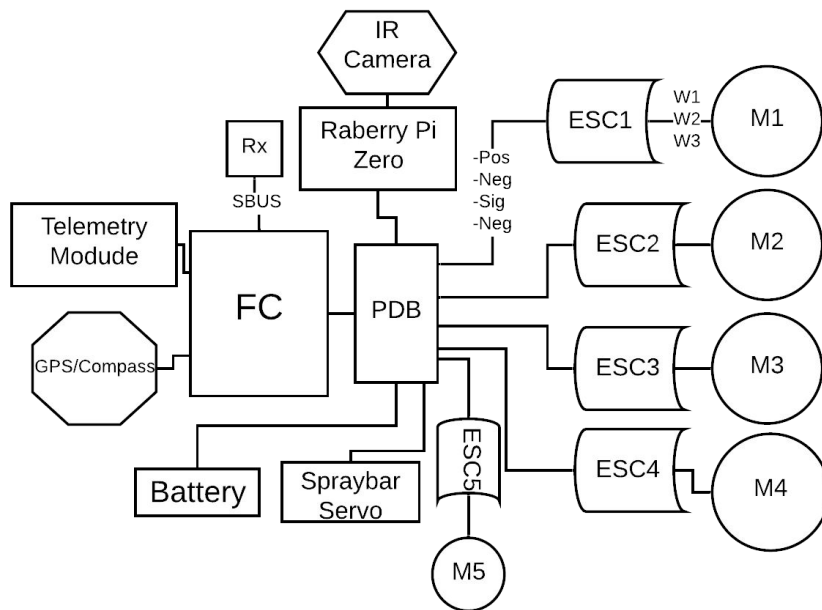 IR
Camera
Raberry Pi
Zero
Rx
SBUS
Telemetry
Modude
FC
GPS/Compass
PDB
-Pos
-Neg
-Sig
-Neg
ESC1
W1
W2
W3
M1
ESC2
M2
ESC3
M3
ESC4
M4
ESC5
M5
Battery
Spraybar
Servo